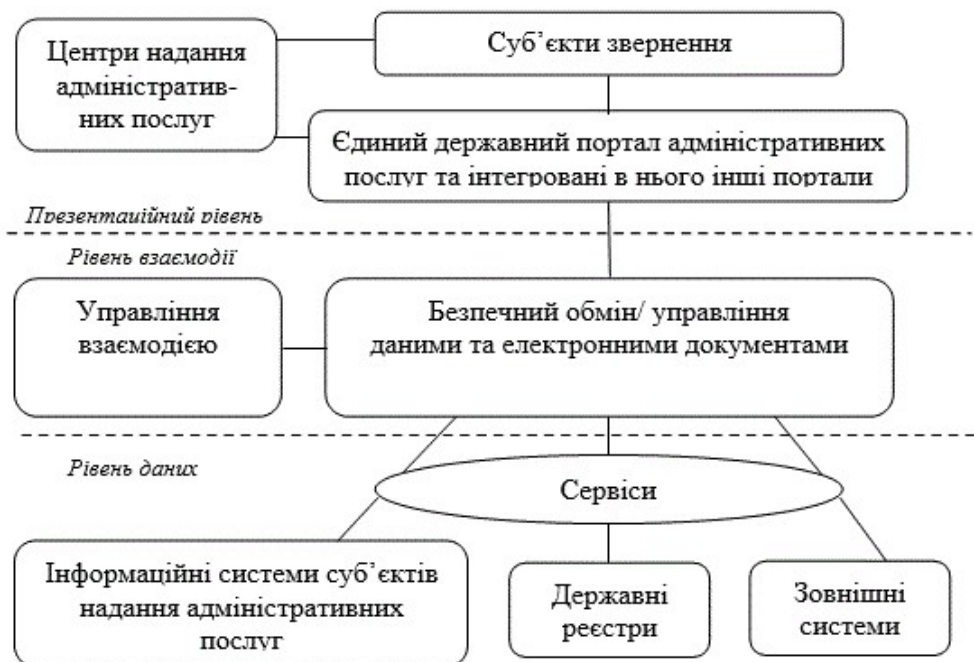 Центри надання
адміністратив-
них послуг
Суб’єкти звернення
Єдиний державний портал адміністративних
послуг та інтегровані в нього інші портали
Презентаційний рівень
Рівень взаємодії
Управління
взаємодією
Безпечний обмін/ управління
даними та електронними документами
Рівень даних
Сервіси
Інформаційні системи суб’єктів
надання адміністративних
послуг
Державні
реєстри
Зовнішні
системи